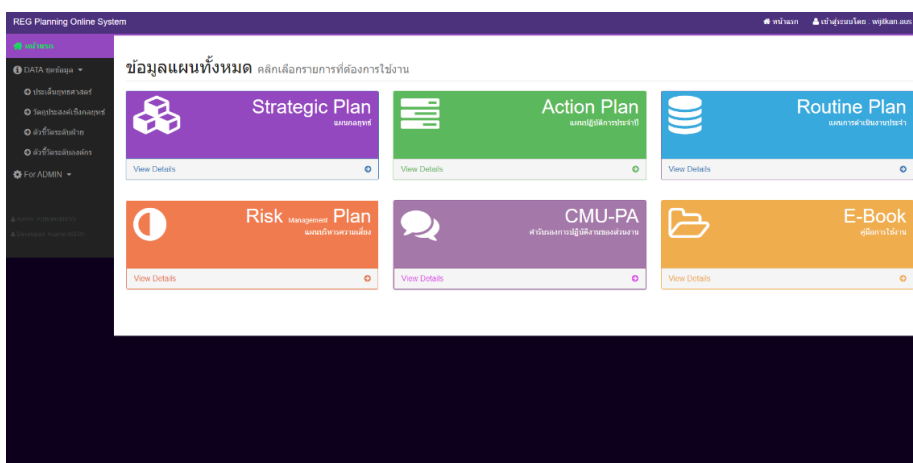 REG Planning Online System
หน้าแรก
เข้าสู่ระบบโดย : wijitkan.aus
หน้าแรก
DATA ชุดข้อมูล
ประเด็นยุทธศาสตร์
วัตถุประสงค์เชิงกลยุทธ์
ตัวชี้วัดระดับฝ่าย
ตัวชี้วัดระดับองค์กร
For ADMIN
ข้อมูลแผนทั้งหมด คลิกเลือกรายการที่ต้องการใช้งาน
Strategic Plan
แผนกลยุทธ์
View Details
Action Plan
แผนปฏิบัติการประจำปี
View Details
Routine Plan
แผนการดำเนินงานประจำ
View Details
Risk Management Plan
แผนบริหารความเสี่ยง
View Details
CMU-PA
คำรับรองการปฏิบัติงานของส่วนงาน
View Details
E-Book
คู่มือการใช้งาน
View Details